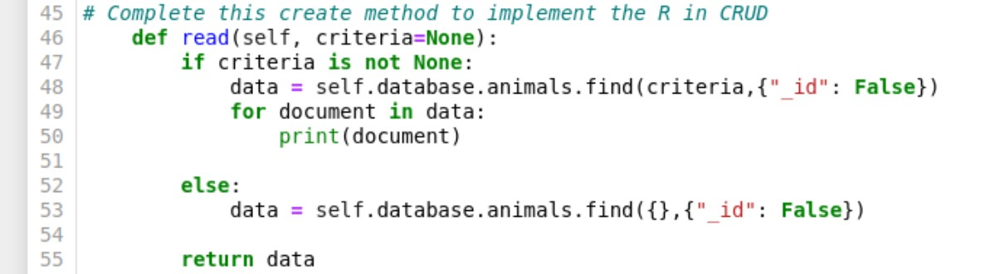 45 # Complete this create method to implement the R in CRUD
46     def read(self, criteria=None):
47         if criteria is not None:
48             data = self.database.animals.find(criteria,{"_id": False})
49             for document in data:
50                 print(document)
51
52         else:
53             data = self.database.animals.find({},{"_id": False})
54
55         return data